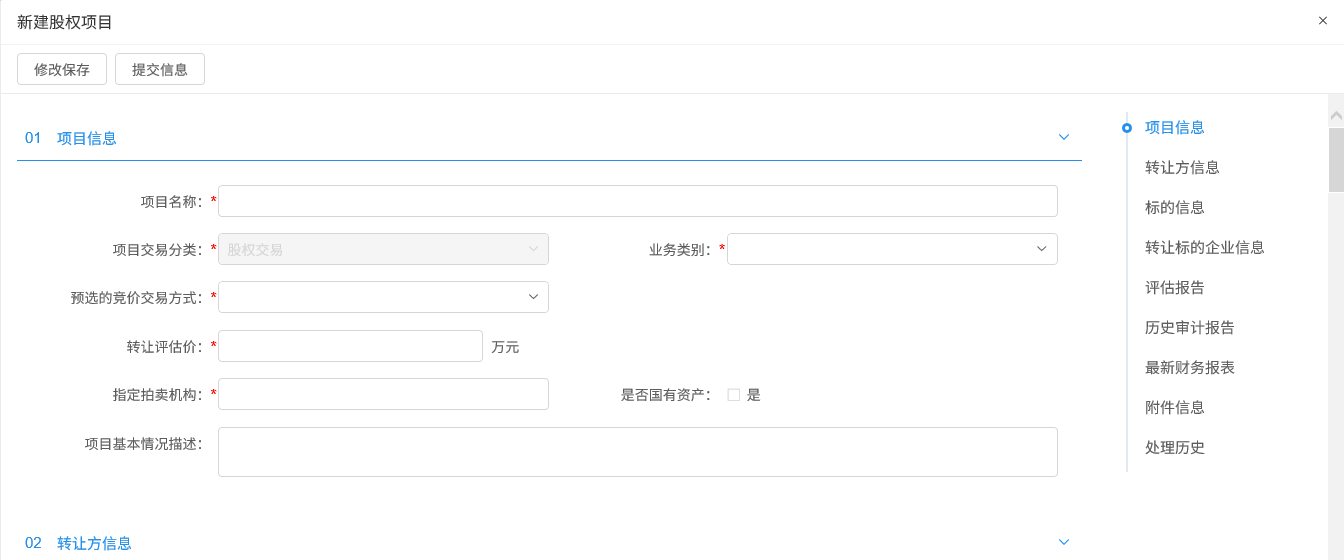 新建股权项目
修改保存 提交信息
01 项目信息
项目名称：*
项目交易分类：* 股权交易 业务类别：*
预选的竞价交易方式：*
转让评估价：* 万元
指定拍卖机构：* 是否国有资产： 是
项目基本情况描述：
02 转让方信息
项目信息
转让方信息
标的信息
转让标的企业信息
评估报告
历史审计报告
最新财务报表
附件信息
处理历史